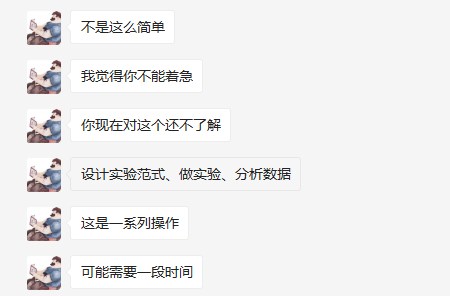 不是这么简单
我觉得你不能着急
你现在对这个还不了解
设计实验范式、做实验、分析数据
这是一系列操作
可能需要一段时间